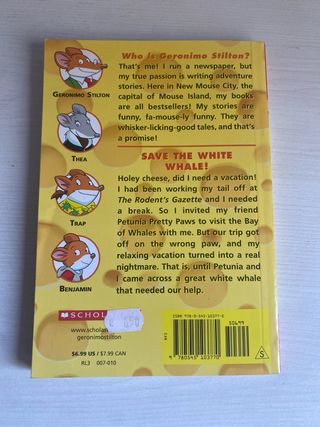 Who Is Geronimo Stilton?
That's me! I run a newspaper, but
my true passion is writing adventure
stories. Here in New Mouse City, the
capital of Mouse Island, my books
are all bestsellers! My stories are
funny, fa-mouse-ly funny. They are
whisker-licking-good tales, and that's
a promise!
GERONIMO STILTON
THEA
TRAP
BENJAMIN
SAVE THE WHITE
WHALE!
Holey cheese, did I need a vacation!
I had been working my tail off at
The Rodent's Gazette and I needed
a break. So I invited my friend
Petunia Pretty Paws to visit the Bay
of Whales with me. But our trip got
off on the wrong paw, and my
relaxing vacation turned into a real
nightmare. That is, until Petunia and
I came across a great white whale
that needed our help.
SCHOL
www.schola
geronimostilton
$6.99 US / $7.99 CAN
RL3 007-010
ISBN 978-0-545-10377-0
50699
EAN
9 780545 103770
S